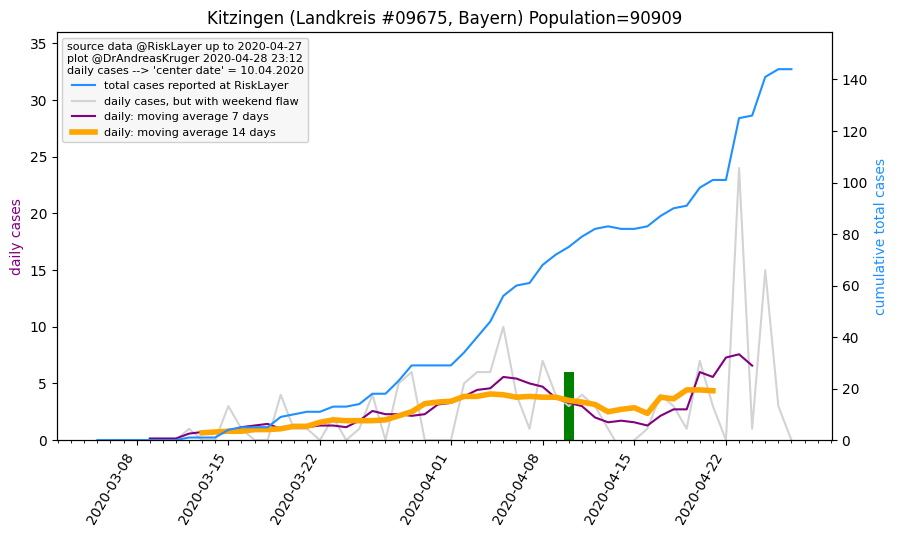 Kitzingen (Landkreis #09675, Bayern) Population=90909
source data @RiskLayer up to 2020-04-27
plot @DrAndreasKruger 2020-04-28 23:12
daily cases --> 'center date' = 10.04.2020
total cases reported at RiskLayer
daily cases, but with weekend flaw
daily: moving average 7 days
daily: moving average 14 days
daily cases
35
30
25
20
15
10
5
0
cumulative total cases
140
120
100
80
60
40
20
0
2020-03-08
2020-03-15
2020-03-22
2020-04-01
2020-04-08
2020-04-15
2020-04-22